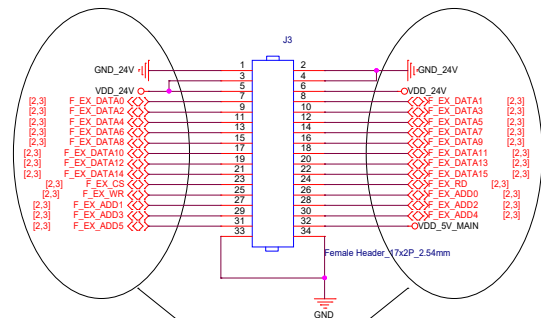 J3
GND_24V 1 2 GND_24V
3 4
VDD_24V 5 6 VDD_24V
[2,3] F_EX_DATA0 7 8 F_EX_DATA1 [2,3]
[2,3] F_EX_DATA2 9 10 F_EX_DATA3 [2,3]
[2,3] F_EX_DATA4 11 12 F_EX_DATA5 [2,3]
[2,3] F_EX_DATA6 13 14 F_EX_DATA7 [2,3]
[2,3] F_EX_DATA8 15 16 F_EX_DATA9 [2,3]
[2,3] F_EX_DATA10 17 18 F_EX_DATA11 [2,3]
[2,3] F_EX_DATA12 19 20 F_EX_DATA13 [2,3]
[2,3] F_EX_DATA14 21 22 F_EX_DATA15 [2,3]
[2,3] F_EX_CS 23 24 F_EX_RD [2,3]
[2,3] F_EX_WR 25 26 F_EX_ADD0 [2,3]
[2,3] F_EX_ADD1 27 28 F_EX_ADD2 [2,3]
[2,3] F_EX_ADD3 29 30 F_EX_ADD4 [2,3]
[2,3] F_EX_ADD5 31 32 VDD_5V_MAIN
33 34
Female Header_17x2P_2.54mm
GND